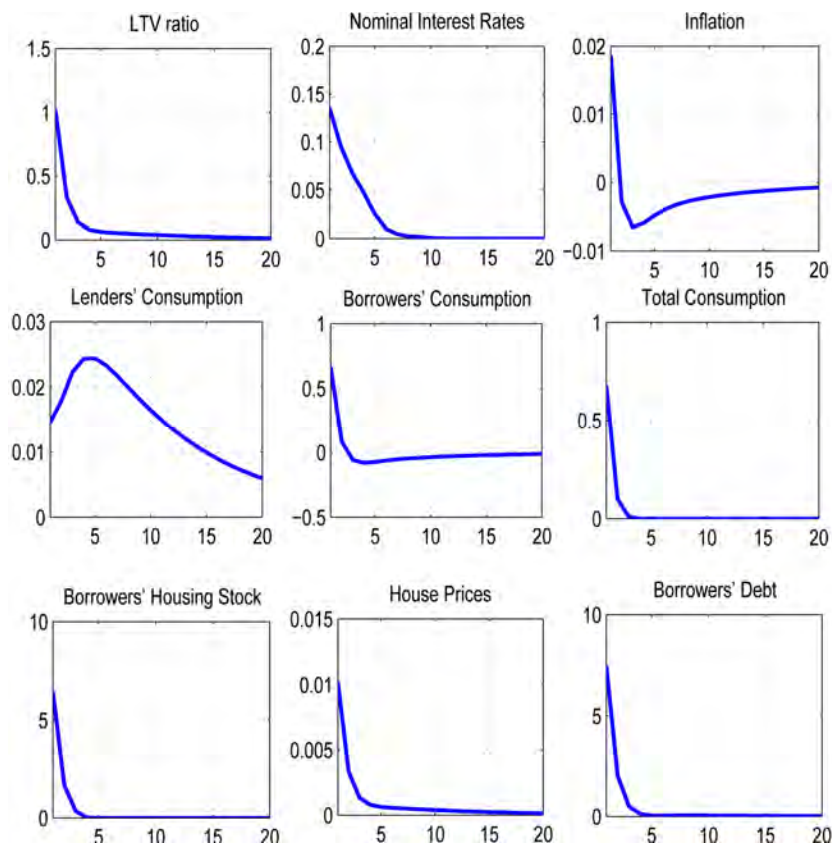 LTV ratio
1.5
1
0.5
0
5 10 15 20
Nominal Interest Rates
0.2
0.15
0.1
0.05
0
5 10 15 20
Inflation
0.02
0.01
0
−0.01
5 10 15 20
Lenders' Consumption
0.03
0.02
0.01
0
5 10 15 20
Borrowers' Consumption
1
0.5
0
−0.5
5 10 15 20
Total Consumption
1
0.5
0
5 10 15 20
Borrowers' Housing Stock
10
5
0
5 10 15 20
House Prices
0.015
0.01
0.005
0
5 10 15 20
Borrowers' Debt
10
5
0
5 10 15 20